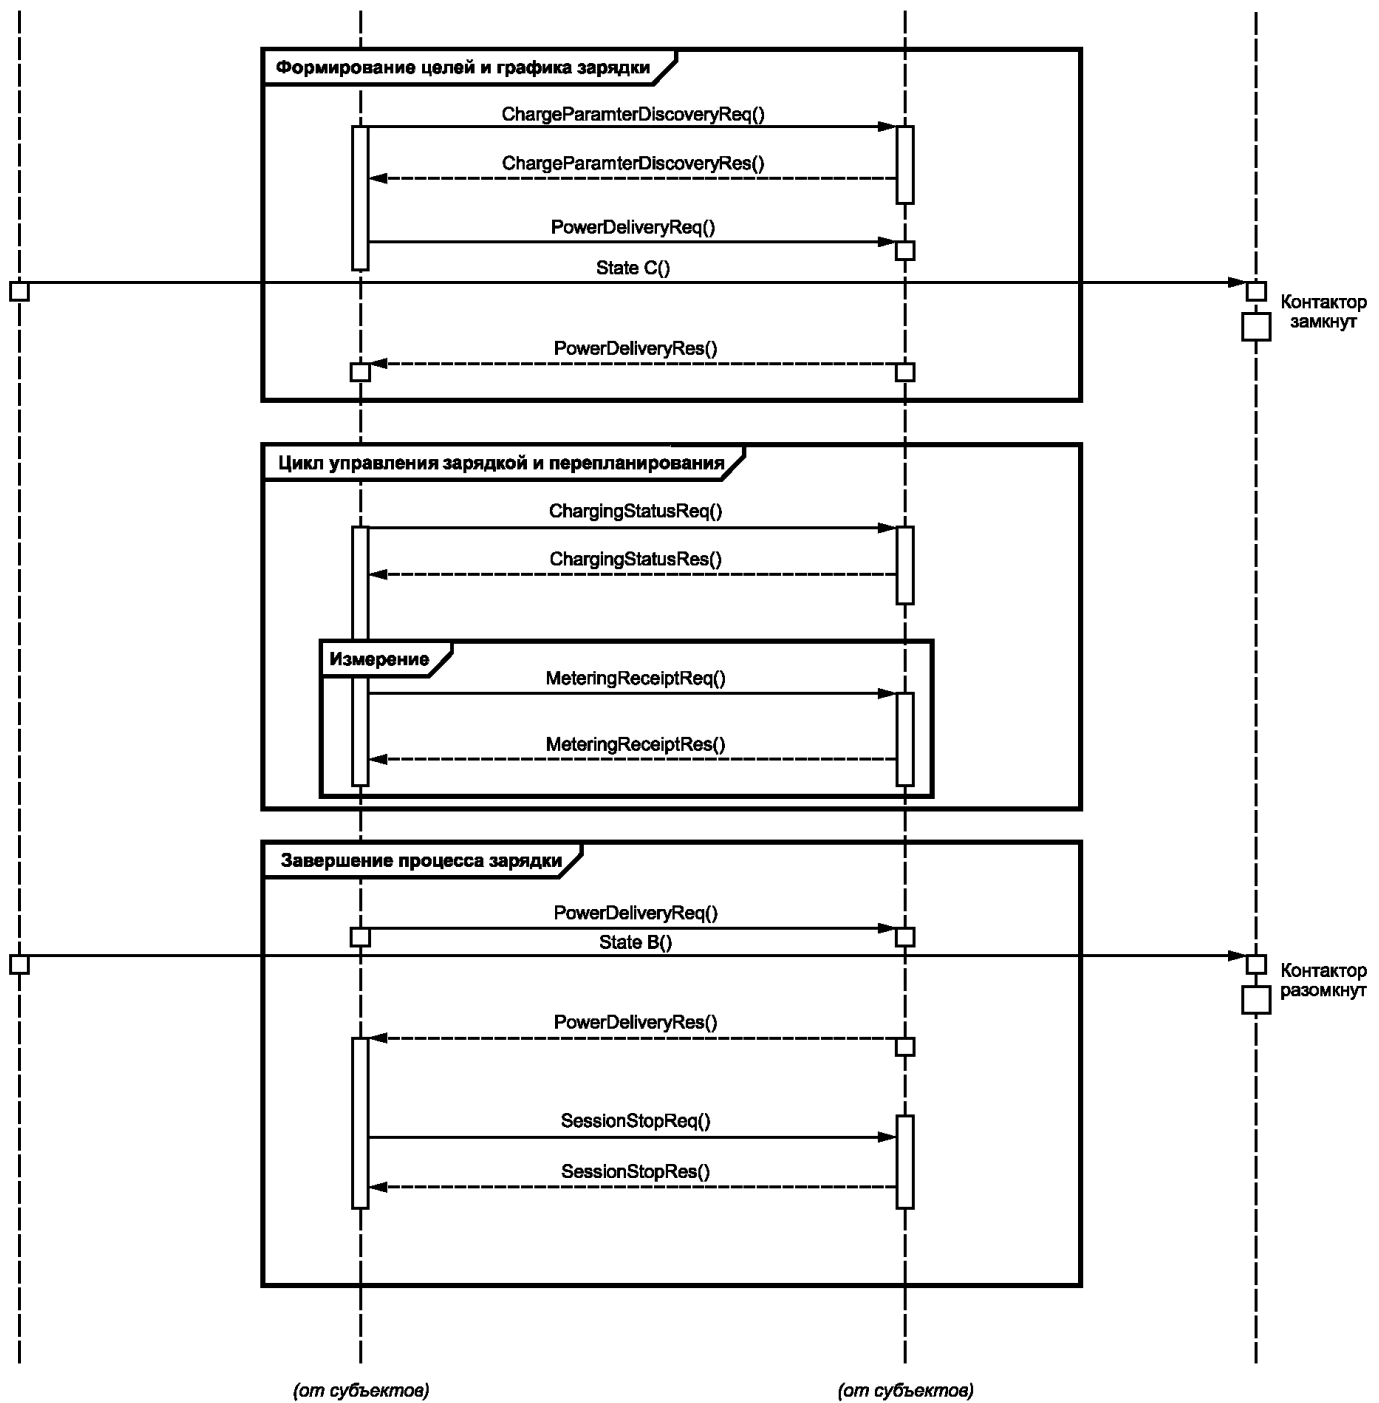 Формирование целей и графика зарядки
ChargeParamterDiscoveryReq()
ChargeParamterDiscoveryRes()
PowerDeliveryReq()
State C()
Контактор
замкнут
PowerDeliveryRes()
Цикл управления зарядкой и перепланирования
ChargingStatusReq()
ChargingStatusRes()
Измерение
MeteringReceiptReq()
MeteringReceiptRes()
Завершение процесса зарядки
PowerDeliveryReq()
State B()
Контактор
разомкнут
PowerDeliveryRes()
SessionStopReq()
SessionStopRes()
(от субъектов)
(от субъектов)